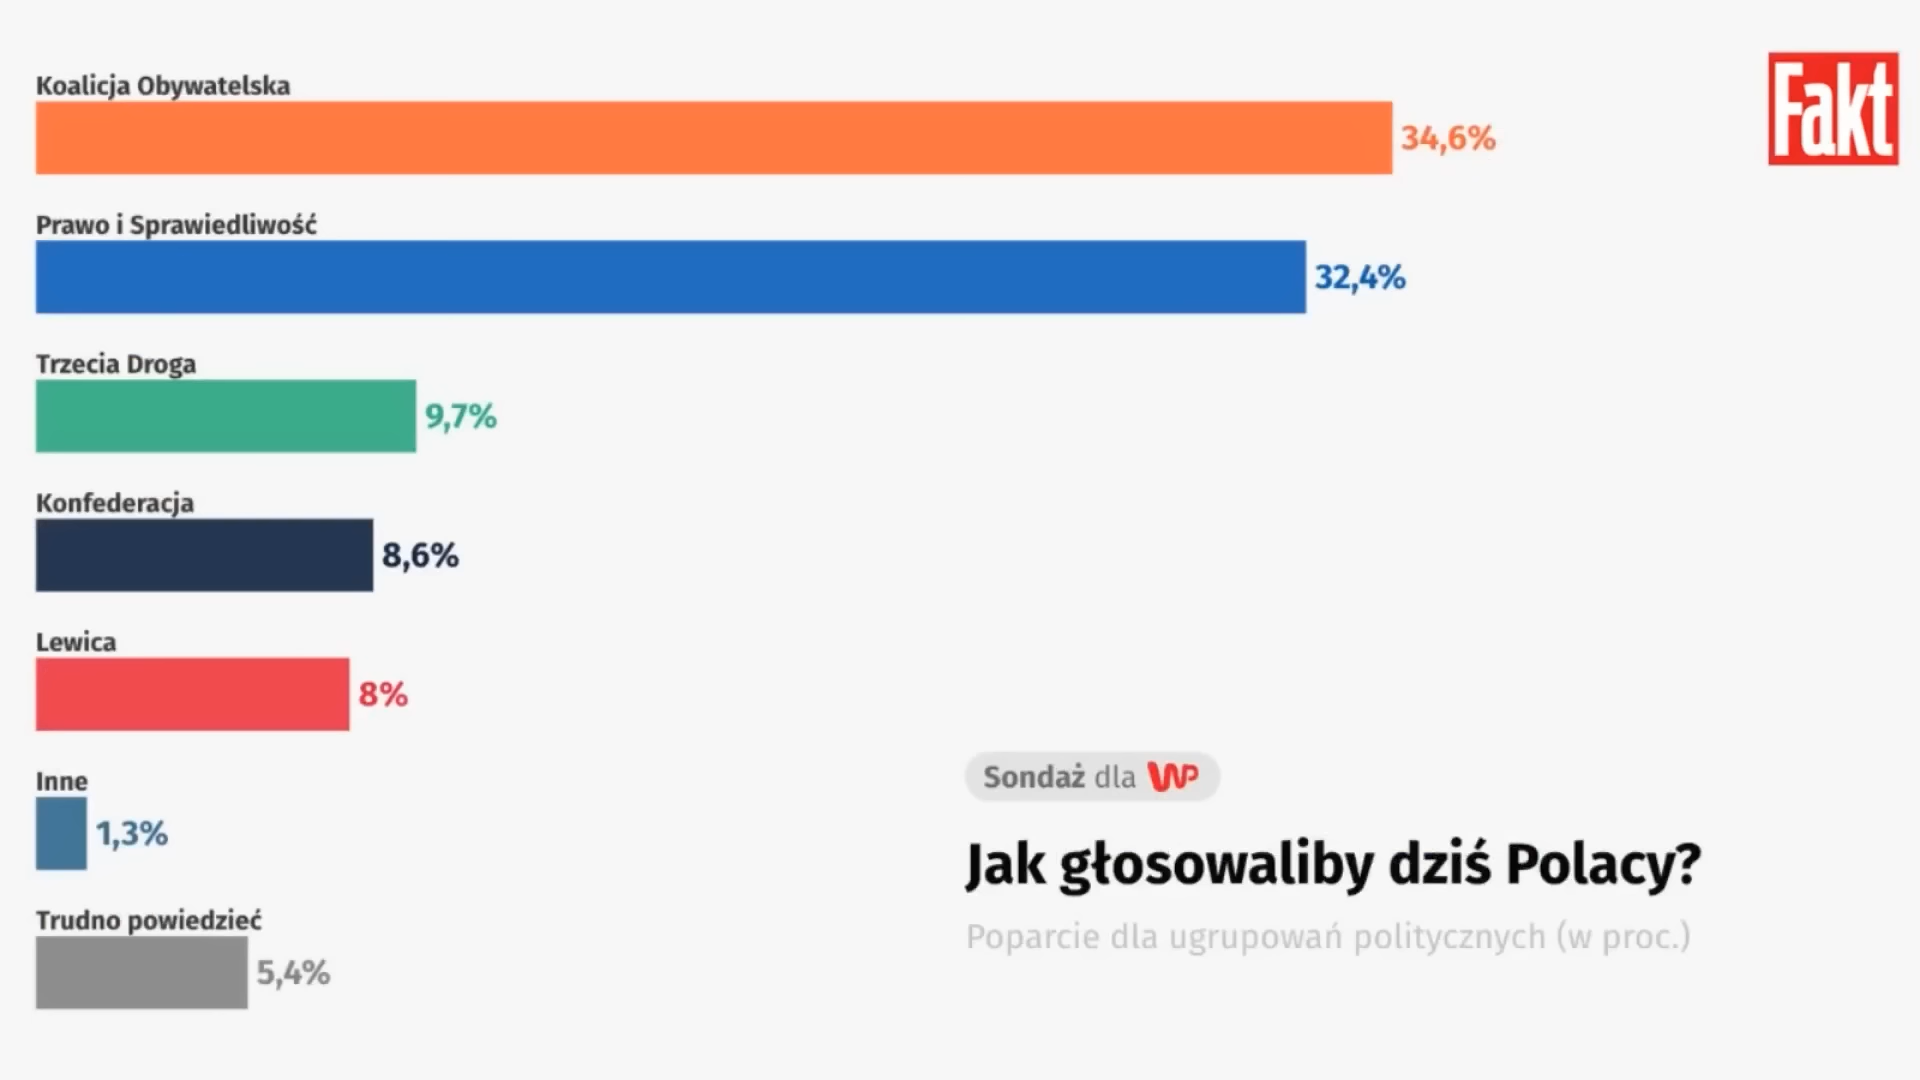 Koalicja Obywatelska
34,6%
Fakt
Prawo i Sprawiedliwość
32,4%
Trzecia Droga
9,7%
Konfederacja
8,6%
Lewica
8%
Inne
1,3%
Trudno powiedzieć
5,4%
Sondaż dla WP
Jak głosowaliby dziś Polacy?
Poparcie dla ugrupowań politycznych (w proc.)